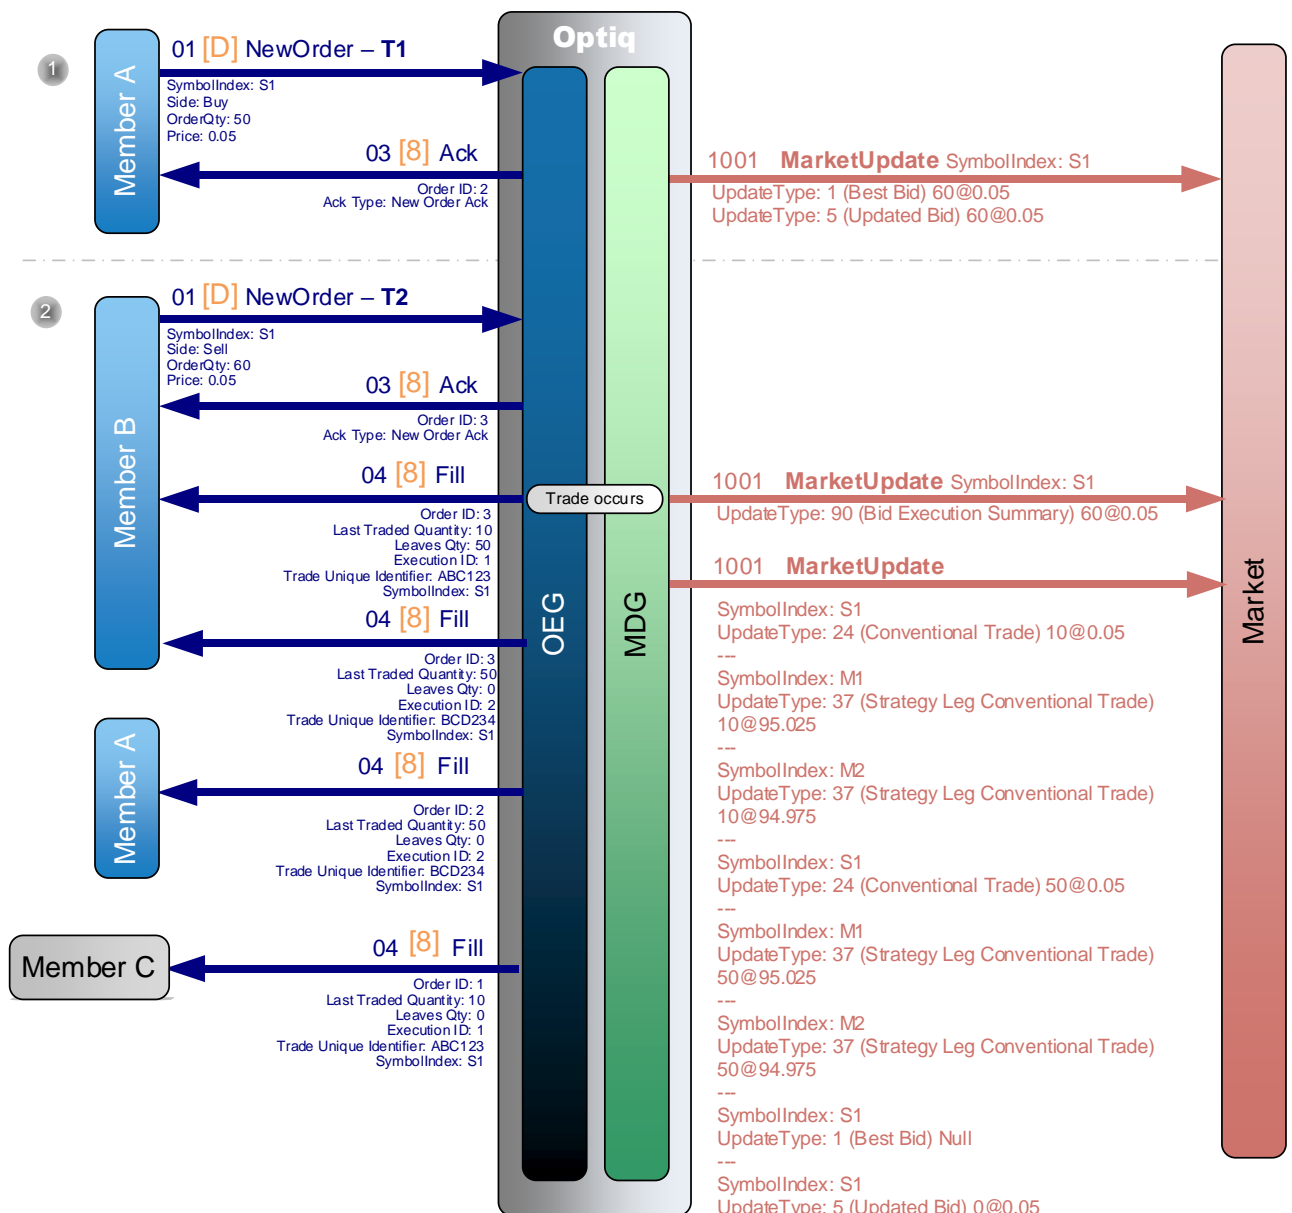 Optiq
1
Member A
01 [D] NewOrder – T1
SymbolIndex: S1
Side: Buy
OrderQty: 50
Price: 0.05
03 [8] Ack
Order ID: 2
Ack Type: New Order Ack
1001 MarketUpdate SymbolIndex: S1
UpdateType: 1 (Best Bid) 60@0.05
UpdateType: 5 (Updated Bid) 60@0.05
2
Member B
01 [D] NewOrder – T2
SymbolIndex: S1
Side: Sell
OrderQty: 60
Price: 0.05
03 [8] Ack
Order ID: 3
Ack Type: New Order Ack
04 [8] Fill
Trade occurs
Order ID: 3
Last Traded Quantity: 10
Leaves Qty: 50
Execution ID: 1
Trade Unique Identifier: ABC123
SymbolIndex: S1
04 [8] Fill
Order ID: 3
Last Traded Quantity: 50
Leaves Qty: 0
Execution ID: 2
Trade Unique Identifier: BCD234
SymbolIndex: S1
Member A
04 [8] Fill
Order ID: 2
Last Traded Quantity: 50
Leaves Qty: 0
Execution ID: 2
Trade Unique Identifier: BCD234
SymbolIndex: S1
Member C
04 [8] Fill
Order ID: 1
Last Traded Quantity: 10
Leaves Qty: 0
Execution ID: 1
Trade Unique Identifier: ABC123
SymbolIndex: S1
OEG
MDG
1001 MarketUpdate SymbolIndex: S1
UpdateType: 90 (Bid Execution Summary) 60@0.05
1001 MarketUpdate
SymbolIndex: S1
UpdateType: 24 (Conventional Trade) 10@0.05
---
SymbolIndex: M1
UpdateType: 37 (Strategy Leg Conventional Trade)
10@95.025
---
SymbolIndex: M2
UpdateType: 37 (Strategy Leg Conventional Trade)
10@94.975
---
SymbolIndex: S1
UpdateType: 24 (Conventional Trade) 50@0.05
---
SymbolIndex: M1
UpdateType: 37 (Strategy Leg Conventional Trade)
50@95.025
---
SymbolIndex: M2
UpdateType: 37 (Strategy Leg Conventional Trade)
50@94.975
---
SymbolIndex: S1
UpdateType: 1 (Best Bid) Null
---
SymbolIndex: S1
UpdateType: 5 (Updated Bid) 0@0.05
Market